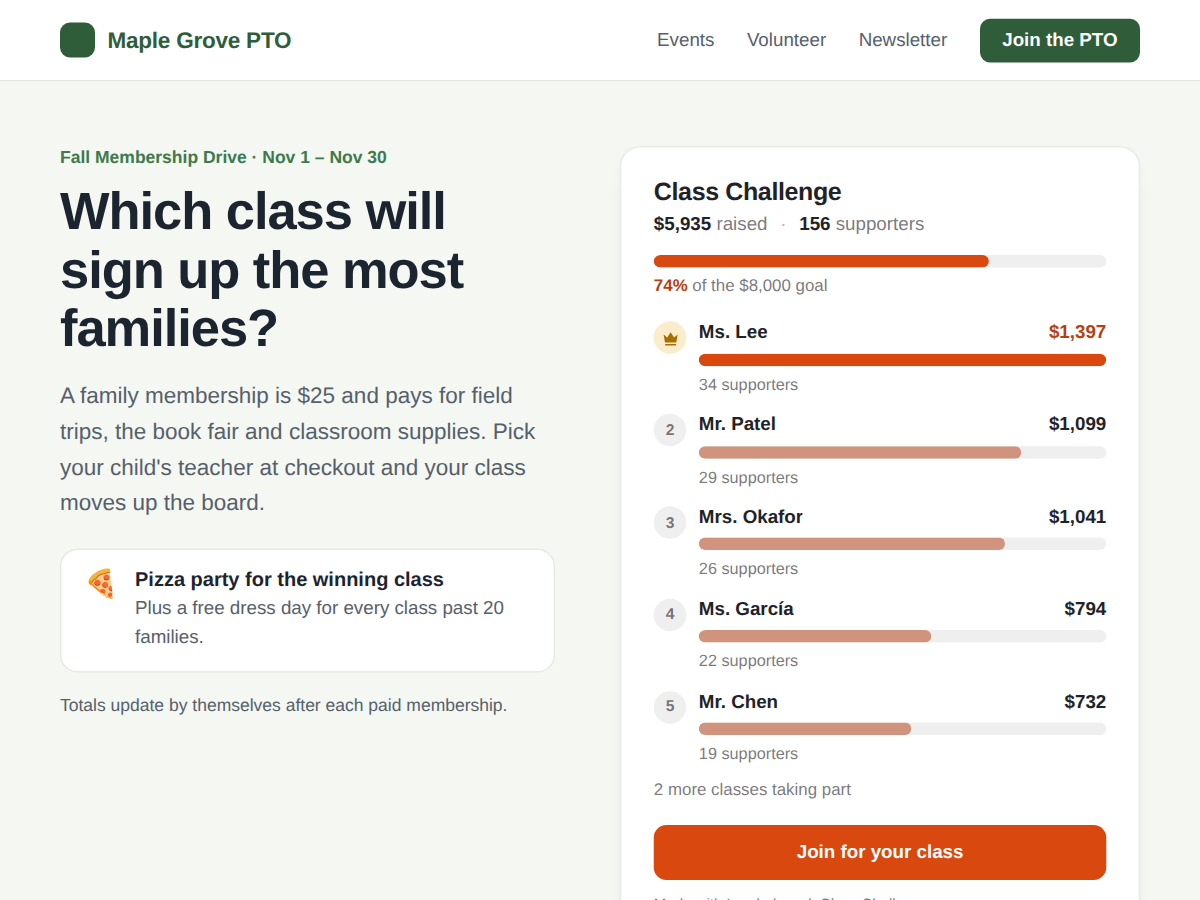 Maple Grove PTO
Events
Volunteer
Newsletter
Join the PTO
Fall Membership Drive · Nov 1 – Nov 30
Which class will
sign up the most
families?
A family membership is $25 and pays for field
trips, the book fair and classroom supplies. Pick
your child's teacher at checkout and your class
moves up the board.
Pizza party for the winning class
Plus a free dress day for every class past 20
families.
Totals update by themselves after each paid membership.
Class Challenge
$5,935 raised · 156 supporters
74% of the $8,000 goal
Ms. Lee $1,397
34 supporters
2 Mr. Patel $1,099
29 supporters
3 Mrs. Okafor $1,041
26 supporters
4 Ms. García $794
22 supporters
5 Mr. Chen $732
19 supporters
2 more classes taking part
Join for your class